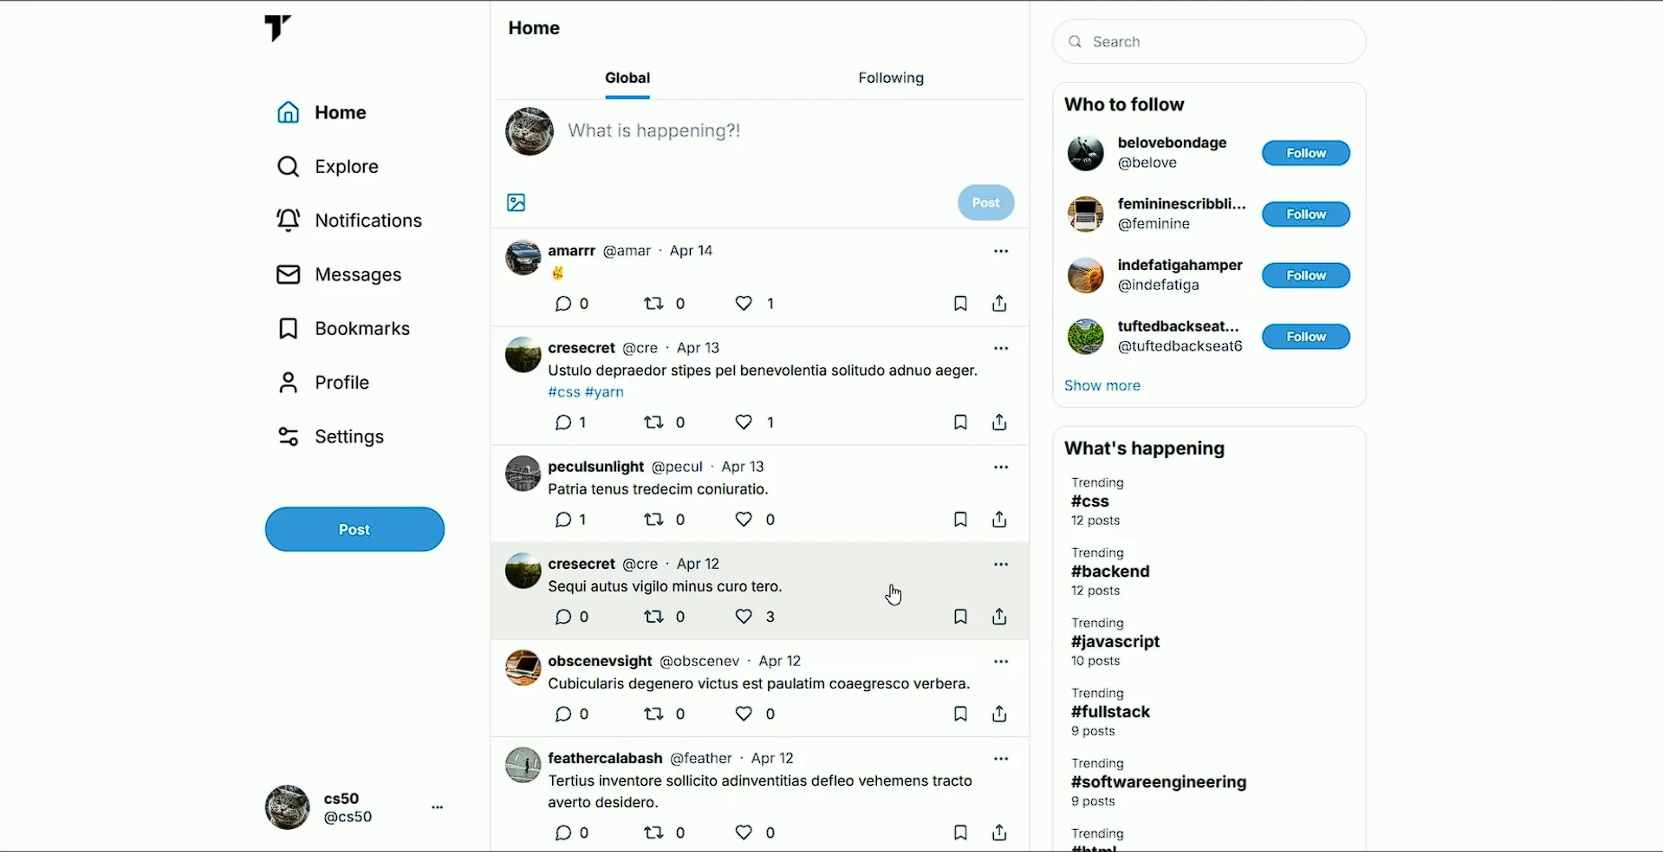 Home
Explore
Notifications
Messages
Bookmarks
Profile
Settings
Post
cs50
@cs50
Home
Global Following
What is happening?!
Post
amarrr @amar · Apr 14
✌
0 0 1
cresecret @cre · Apr 13
Ustulo depraedor stipes pel benevolentia solitudo adnuo aeger.
#css #yarn
1 0 1
peculsunlight @pecul · Apr 13
Patria tenus tredecim coniuratio.
1 0 0
cresecret @cre · Apr 12
Sequi autus vigilo minus curo tero.
0 0 3
obscenevsight @obscenev · Apr 12
Cubicularis degenero victus est paulatim coaegresco verbera.
0 0 0
feathercalabash @feather · Apr 12
Tertius inventore sollicito adinventitias defleo vehemens tracto
averto desidero.
0 0 0
Search
Who to follow
belovebondage
@belove
Follow
femininescribbli...
@feminine
Follow
indefatigahamper
@indefatiga
Follow
tuftedbackseat...
@tuftedbackseat6
Follow
Show more
What's happening
Trending
#css
12 posts
Trending
#backend
12 posts
Trending
#javascript
10 posts
Trending
#fullstack
9 posts
Trending
#softwareengineering
9 posts
Trending
#html